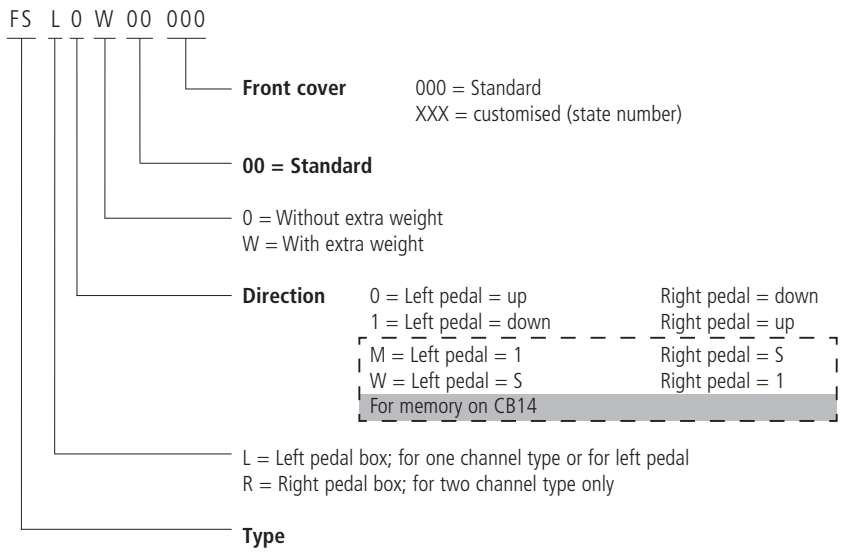 FS L 0 W 00 000
Front cover 000 = Standard
XXX = customised (state number)
00 = Standard
0 = Without extra weight
W = With extra weight
Direction 0 = Left pedal = up Right pedal = down
1 = Left pedal = down Right pedal = up
M = Left pedal = 1 Right pedal = S
W = Left pedal = S Right pedal = 1
For memory on CB14
L = Left pedal box; for one channel type or for left pedal
R = Right pedal box; for two channel type only
Type